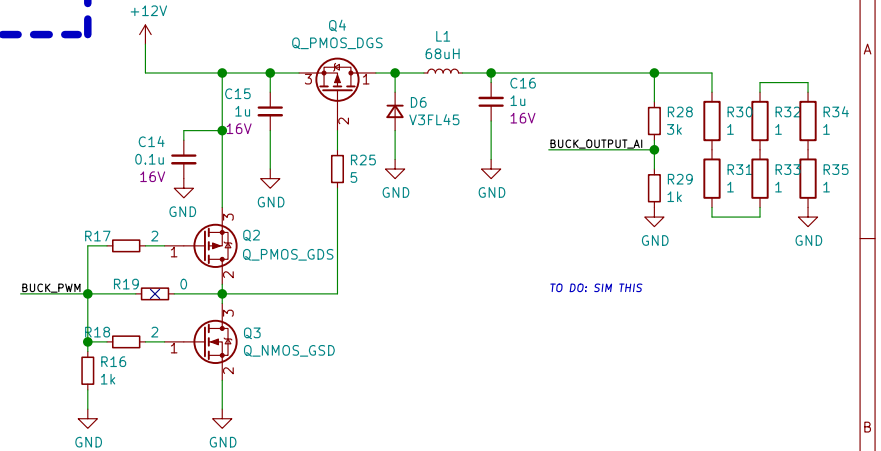 +12V
Q4
Q_PMOS_DGS
3
1
2
L1
68uH
C15
1u
16V
C14
0.1u
16V
GND
GND
D6
V3FL45
GND
C16
1u
16V
GND
R25
5
R28
3k
BUCK_OUTPUT_AI
R29
1k
GND
R30
1
R32
1
R34
1
R31
1
R33
1
R35
1
GND
3
R17
2
Q2
1
Q_PMOS_GDS
2
BUCK_PWM
R19
0
TO DO: SIM THIS
3
R18
2
Q3
1
Q_NMOS_GSD
2
R16
1k
GND
GND
A
B